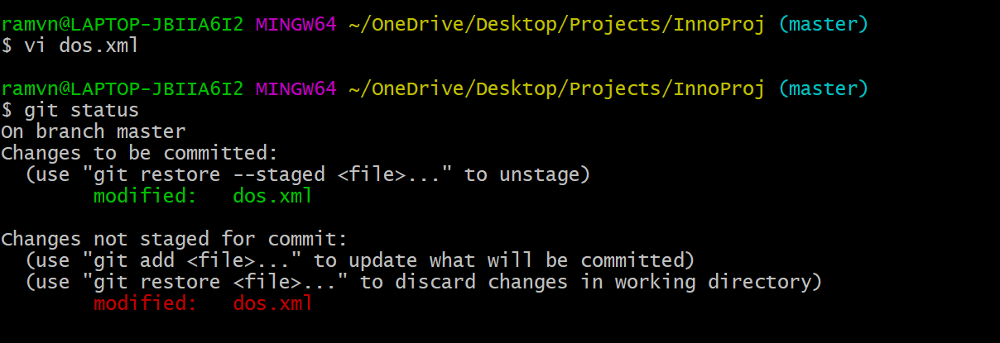 ramvn@LAPTOP-JBIIA6I2 MINGW64 ~/OneDrive/Desktop/Projects/InnoProj (master)
$ vi dos.xml
ramvn@LAPTOP-JBIIA6I2 MINGW64 ~/OneDrive/Desktop/Projects/InnoProj (master)
$ git status
On branch master
Changes to be committed:
  (use "git restore --staged <file>..." to unstage)
        modified:   dos.xml
Changes not staged for commit:
  (use "git add <file>..." to update what will be committed)
  (use "git restore <file>..." to discard changes in working directory)
        modified:   dos.xml